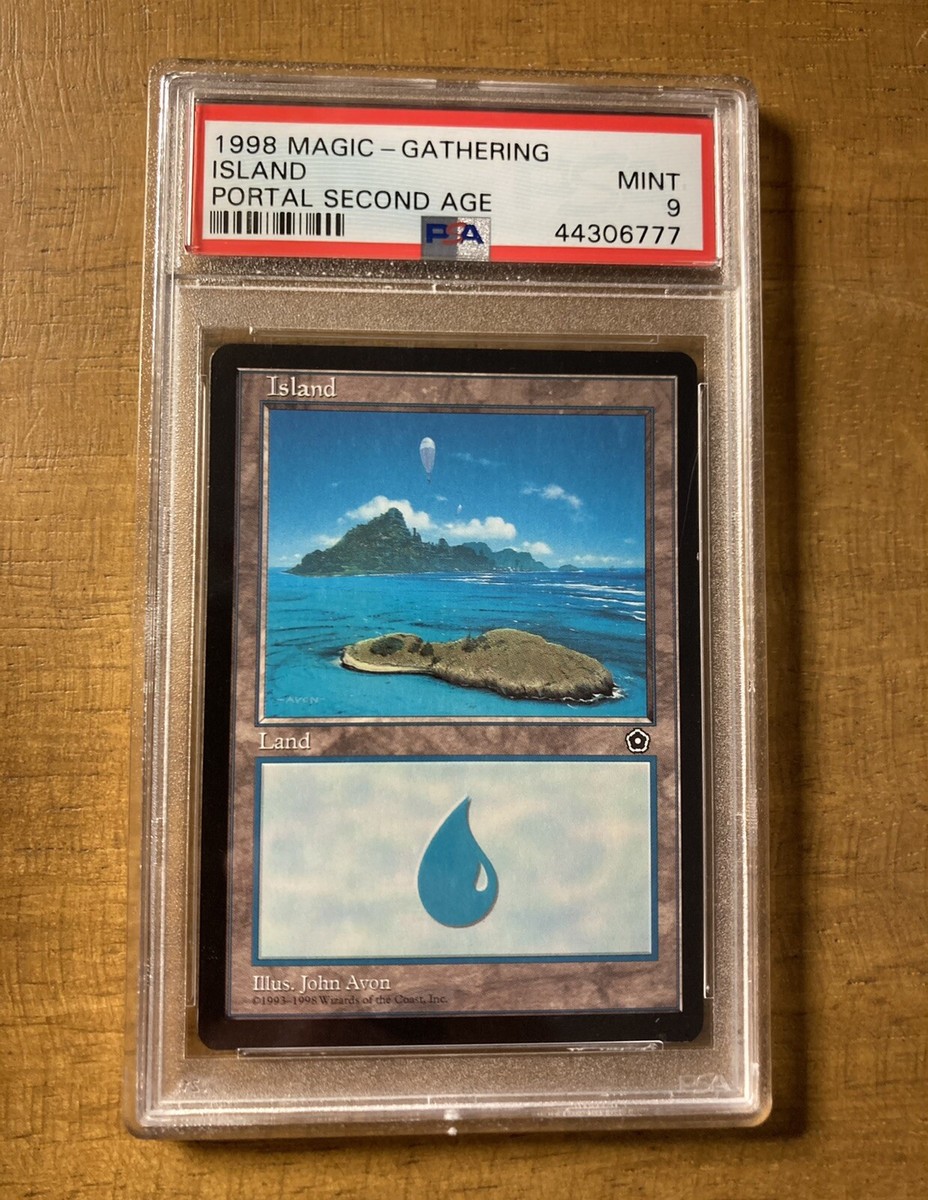 1998 MAGIC - GATHERING
ISLAND
MINT
PORTAL SECOND AGE
9
PSA
44306777
Island
AVON
Land
Illus. John Avon
©1993-1998 Wizards of the Coast, Inc.
PSA